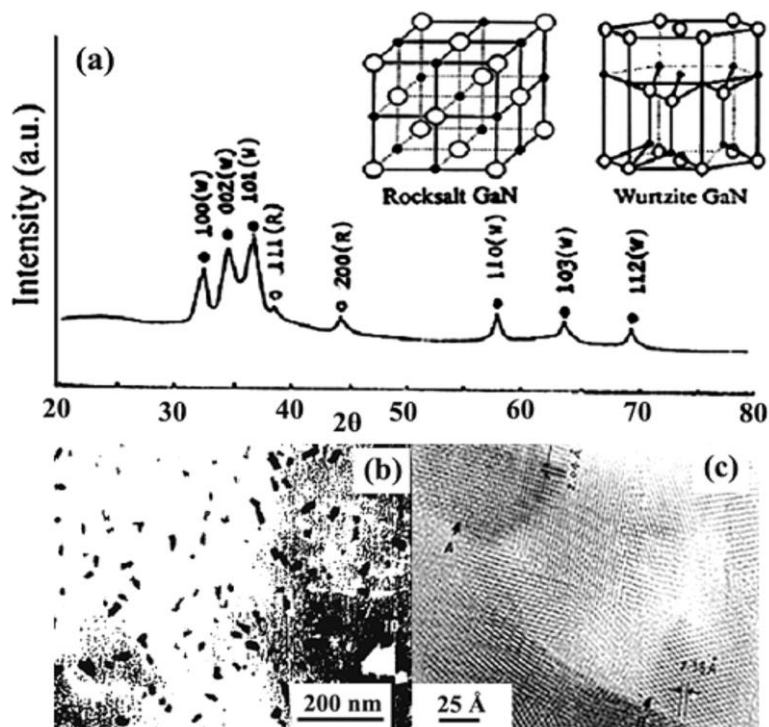 (a)
Intensity (a.u.)
Rocksalt GaN
Wurtzite GaN
100(W)
002(W)
101(W)
111(R)
200(R)
110(W)
103(W)
112(W)
20 30 40 50 60 70 80
2θ
(b)
200 nm
(c)
A
25 Å